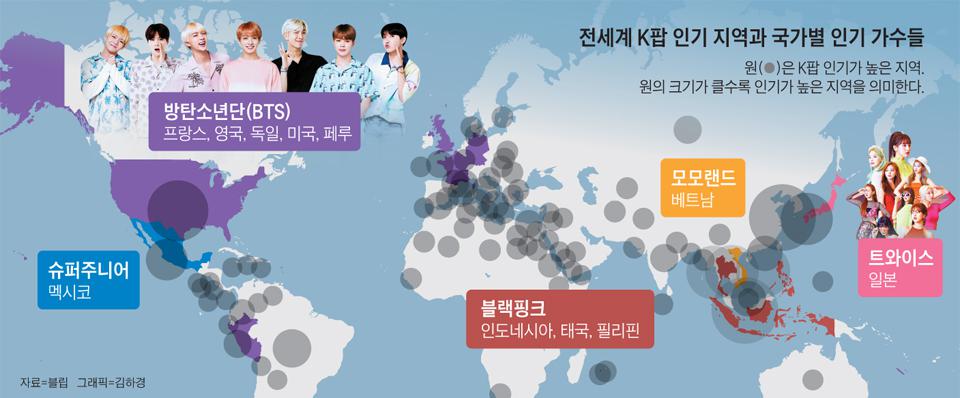 전세계 K팝 인기 지역과 국가별 인기 가수들
원(●)은 K팝 인기가 높은 지역.
원의 크기가 클수록 인기가 높은 지역을 의미한다.
방탄소년단(BTS)
프랑스, 영국, 독일, 미국, 페루
모모랜드
베트남
슈퍼주니어
멕시코
트와이스
일본
블랙핑크
인도네시아, 태국, 필리핀
자료=블립 그래픽=김하경